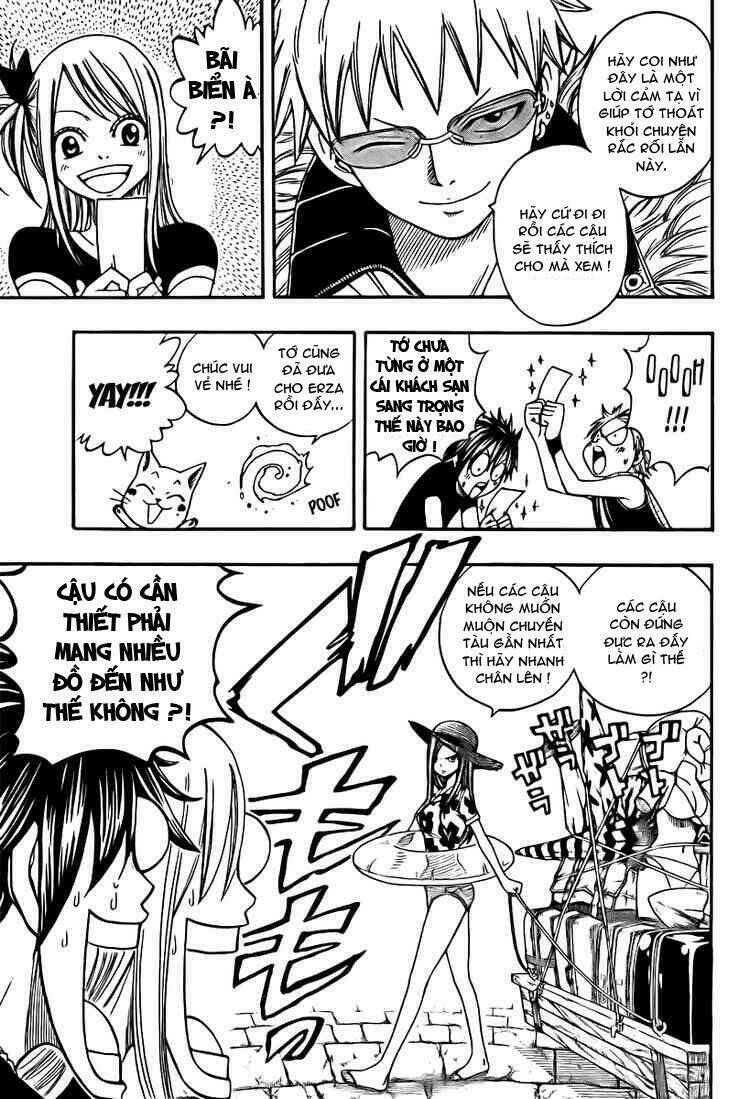 HÃY COI NHƯ
ĐÂY LÀ MỘT
LỜI CẢM TẠ VÌ
GIÚP TỚ THOÁT
KHỎI CHUYỆN
RẮC RỐI LẦN
NÀY.
HÃY CỨ ĐI ĐI
RỒI CÁC CẬU
SẼ THẤY THÍCH
CHO MÀ XEM !
BÃI
BIỂN À
?!
OOOOH
!!!
TỚ CHƯA
TỪNG Ở MỘT
CÁI KHÁCH SẠN
SANG TRỌNG
THẾ NÀY BAO
GIỜ !
TỚ CŨNG
ĐÃ ĐƯA
CHO ERZA
RỒI ĐẤY...
CHÚC VUI
VẺ NHÉ !
POOF
YAY!!!
CÁC CẬU
CÒN ĐỨNG
ĐỰC RA ĐẤY
LÀM GÌ THẾ
?!
NẾU CÁC CẬU
KHÔNG MUỐN
MUỘN CHUYẾN
TÀU GẦN NHẤT
THÌ HÃY NHANH
CHÂN LÊN !
ゴトゴト
CẬU CÓ CẦN
THIẾT PHẢI
MANG NHIỀU
ĐỒ ĐẾN NHƯ
THẾ KHÔNG ?!